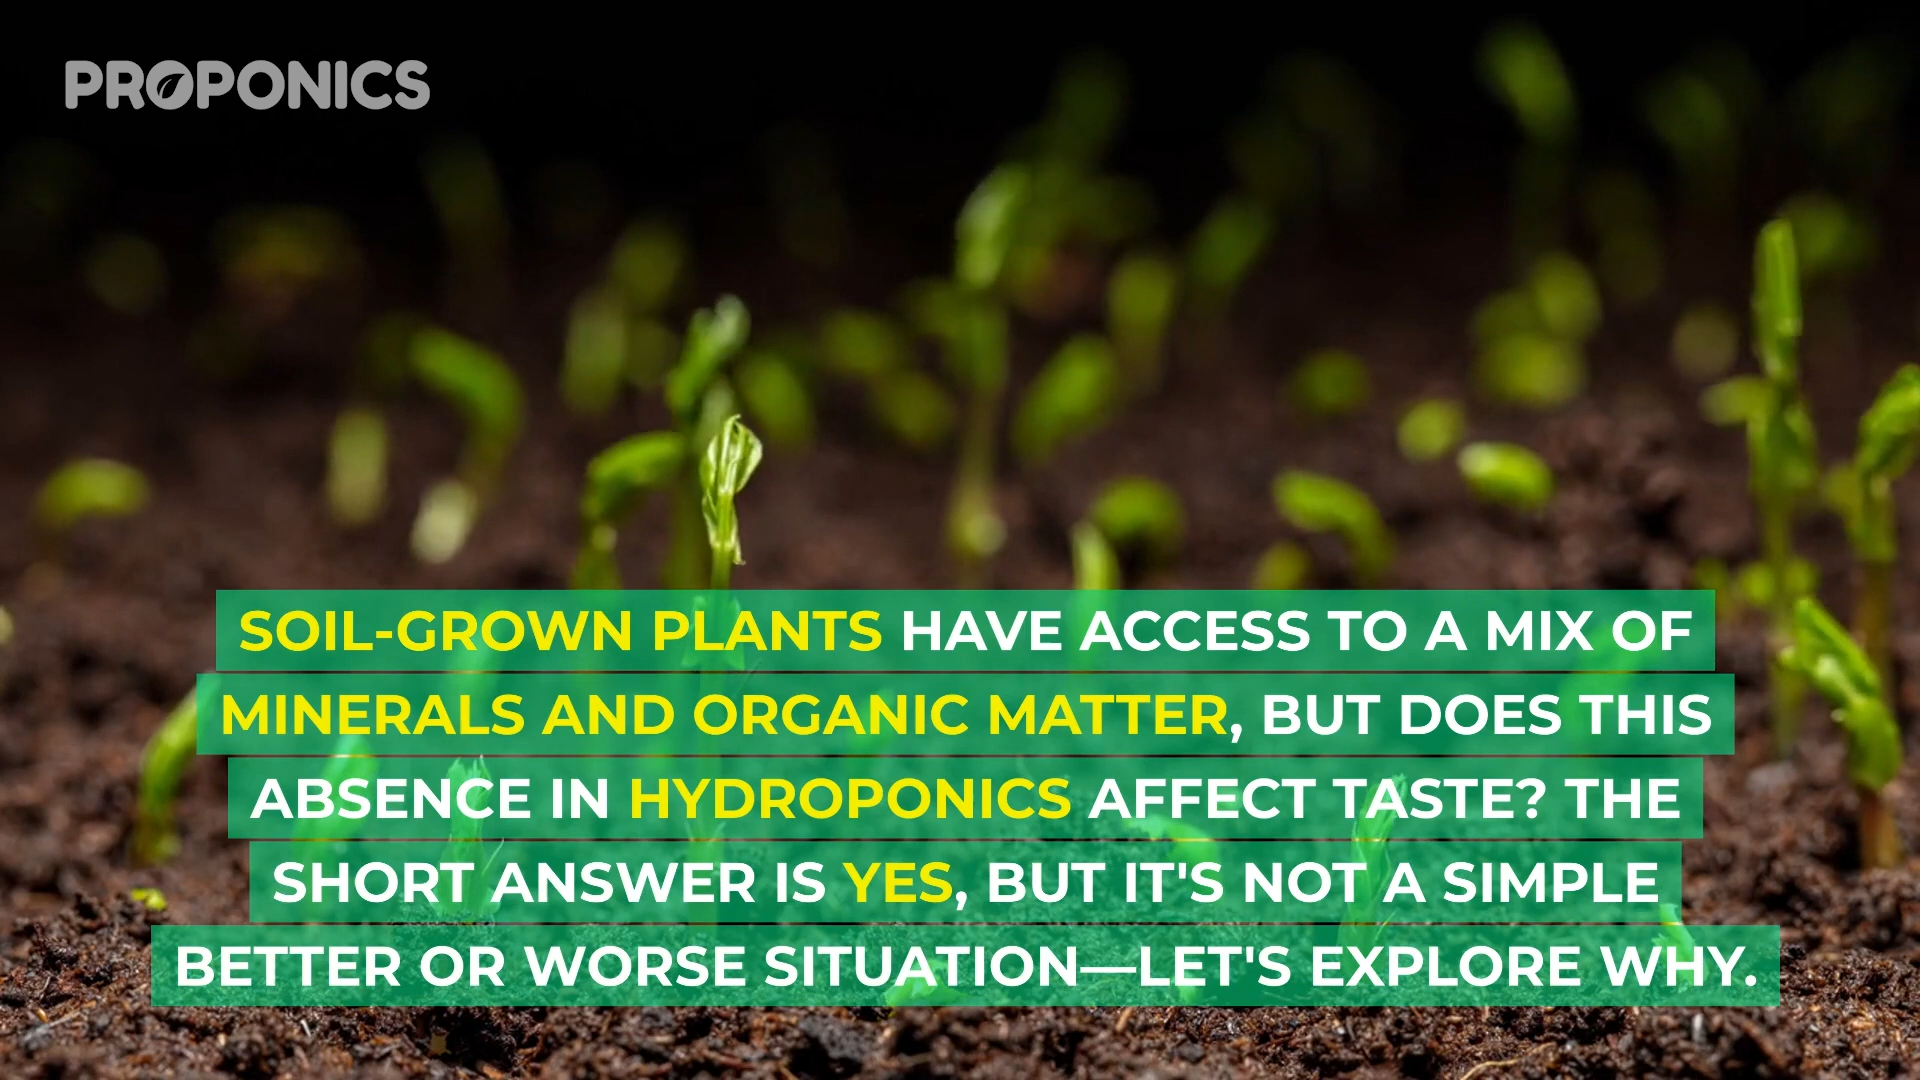 PROPONICS
SOIL-GROWN PLANTS HAVE ACCESS TO A MIX OF
MINERALS AND ORGANIC MATTER, BUT DOES THIS
ABSENCE IN HYDROPONICS AFFECT TASTE? THE
SHORT ANSWER IS YES, BUT IT'S NOT A SIMPLE
BETTER OR WORSE SITUATION—LET'S EXPLORE WHY.